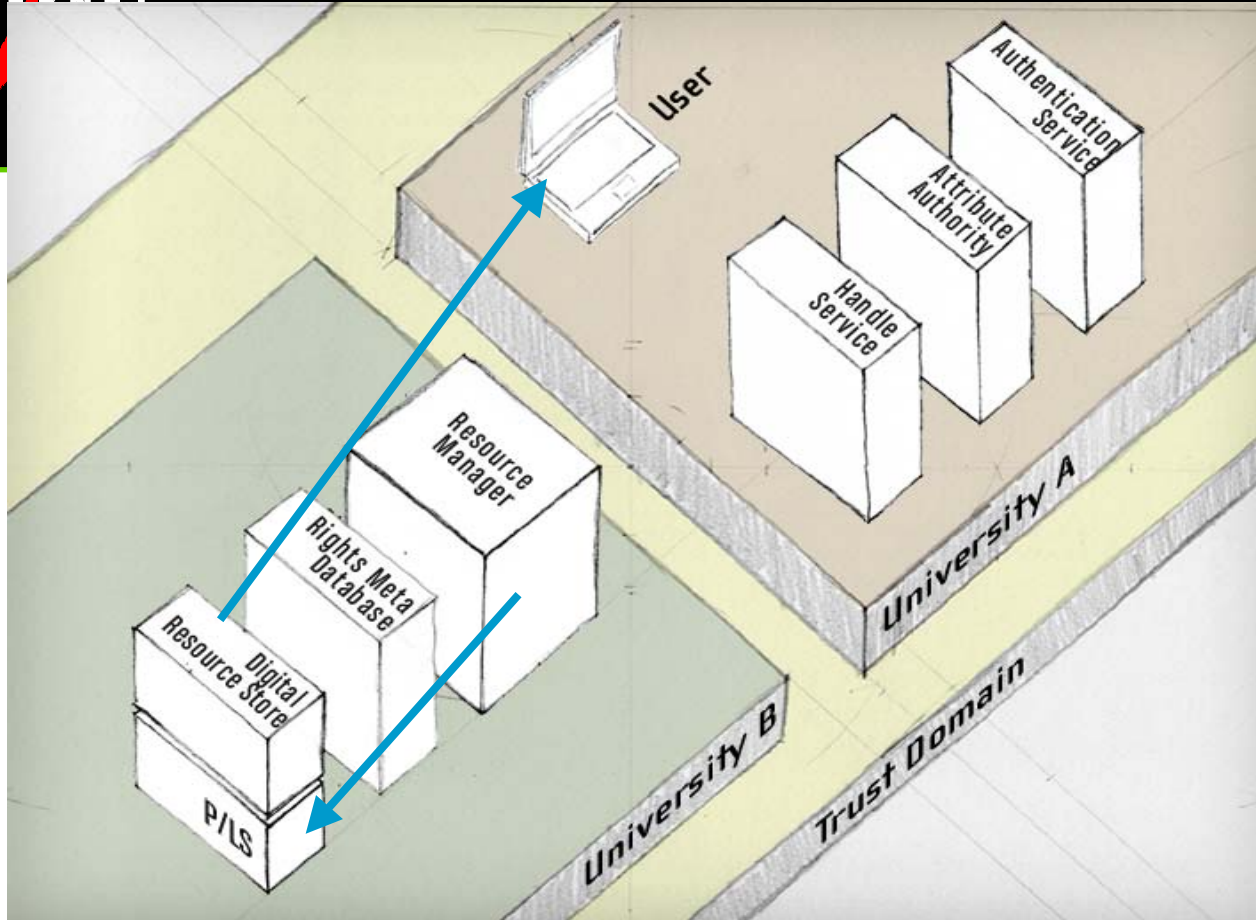 User
Authentication
Service
Attribute
Authority
Handle
Service
Resource
Manager
Rights Meta
Database
Digital
Resource Store
P/LS
University A
University B
Trust Domain